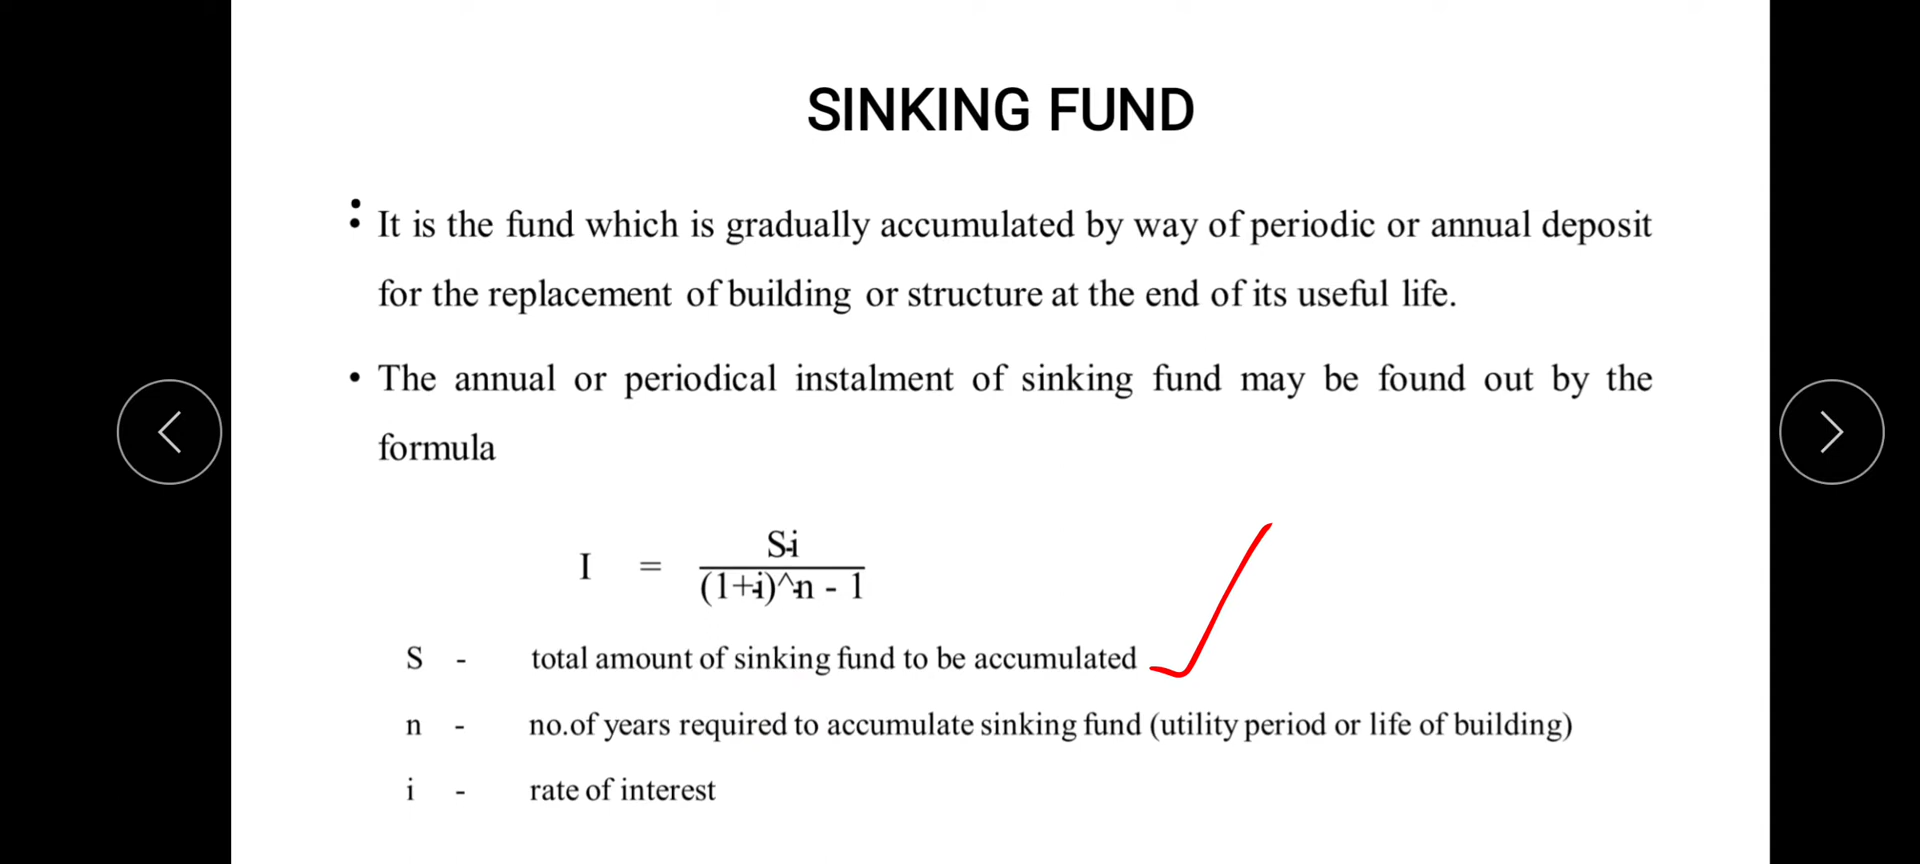 SINKING FUND
• It is the fund which is gradually accumulated by way of periodic or annual deposit
for the replacement of building or structure at the end of its useful life.
• The annual or periodical instalment of sinking fund may be found out by the
formula
I = Si
(1+i)^n - 1
S - total amount of sinking fund to be accumulated
n - no.of years required to accumulate sinking fund (utility period or life of building)
i - rate of interest